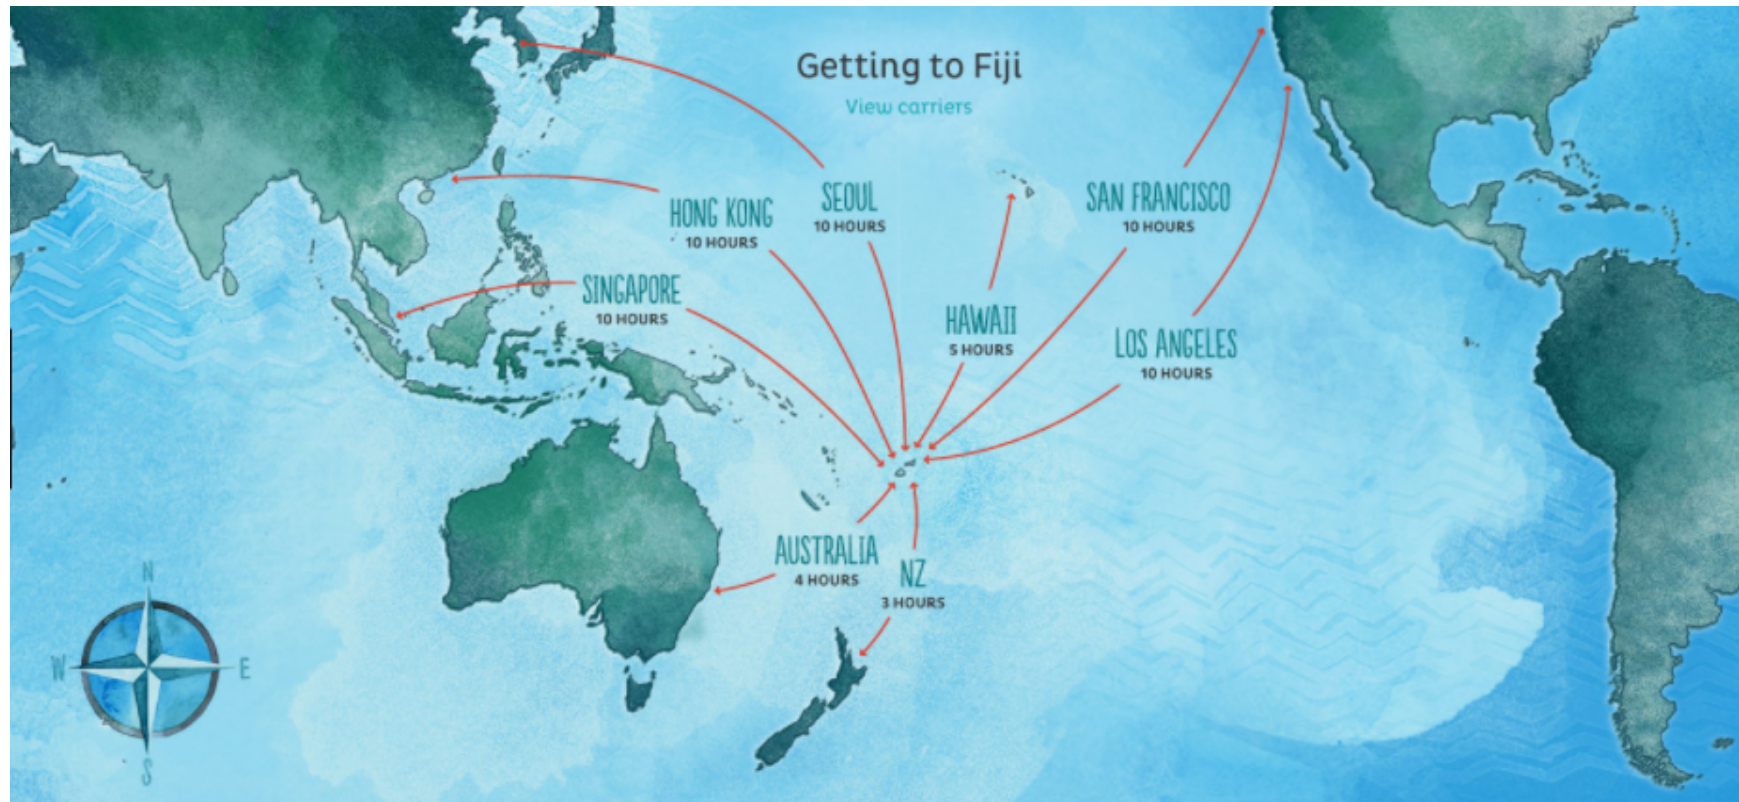 Getting to Fiji
View carriers
SEOUL
10 HOURS
HONG KONG
10 HOURS
SAN FRANCISCO
10 HOURS
SINGAPORE
10 HOURS
HAWAII
5 HOURS
LOS ANGELES
10 HOURS
AUSTRALIA
4 HOURS
NZ
3 HOURS
N
W
E
S